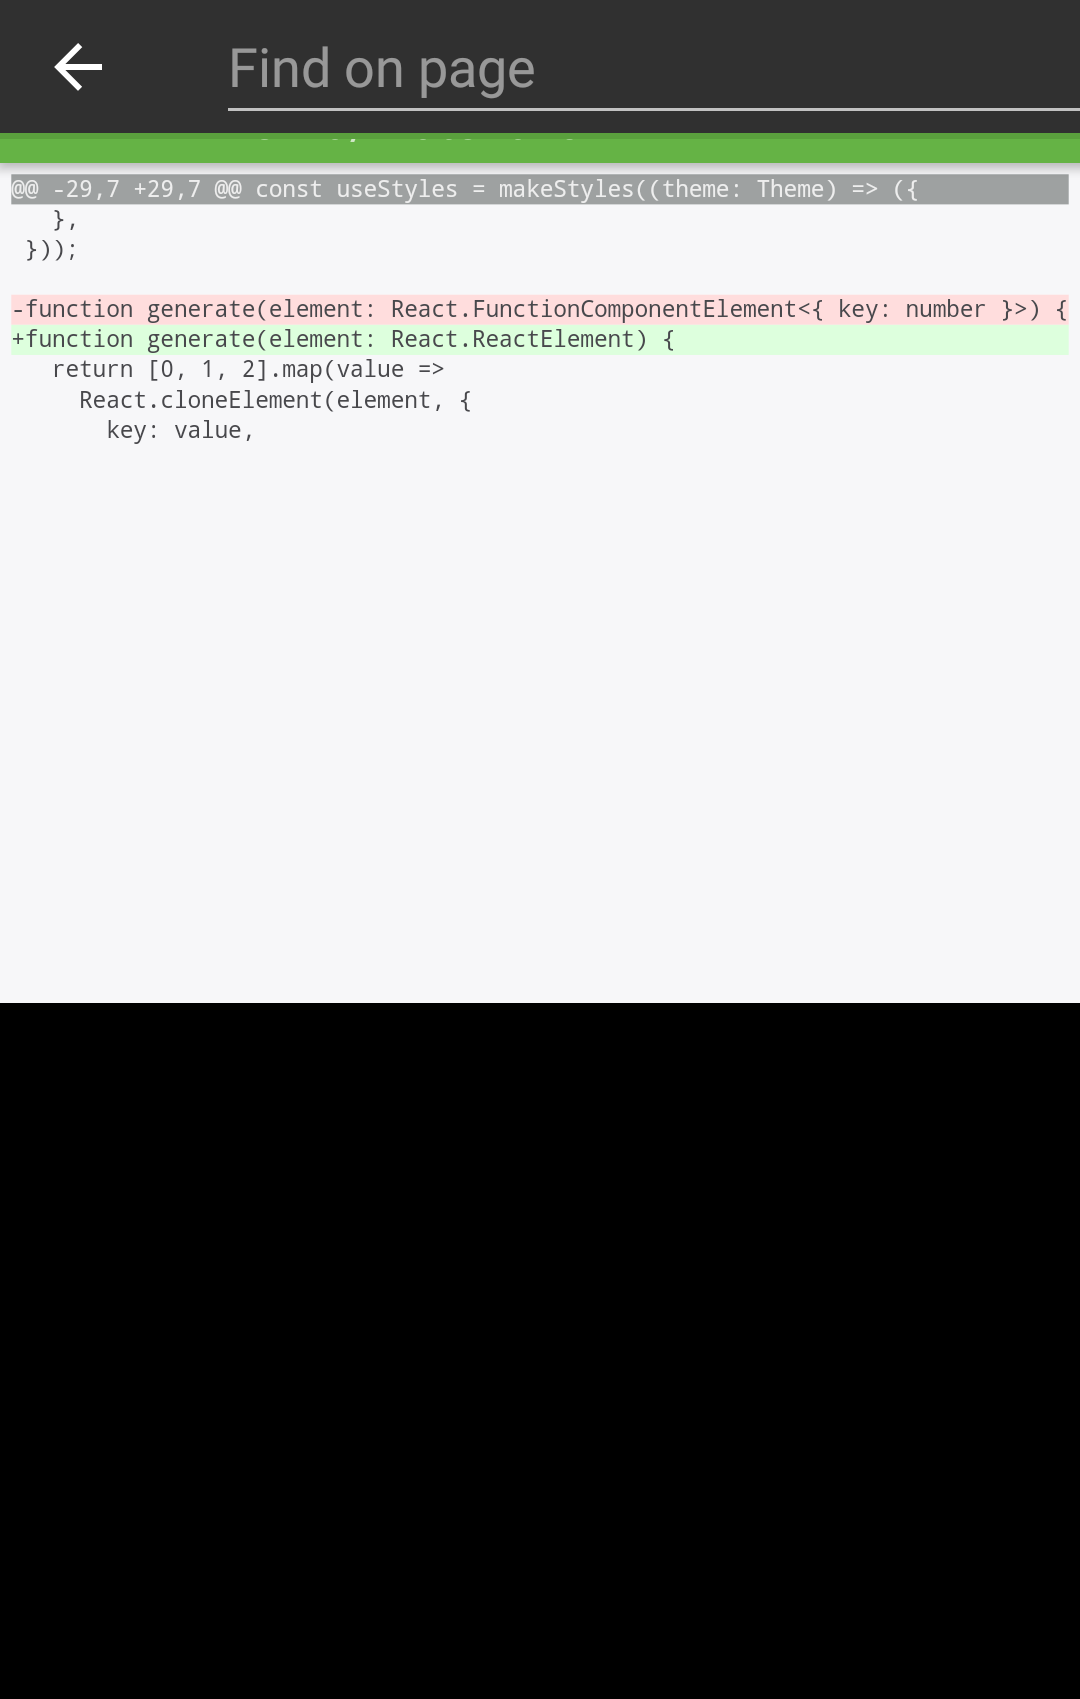 Find on page
@@ -29,7 +29,7 @@ const useStyles = makeStyles((theme: Theme) => ({
   },
 }));
-function generate(element: React.FunctionComponentElement<{ key: number }>) {
+function generate(element: React.ReactElement) {
   return [0, 1, 2].map(value =>
     React.cloneElement(element, {
       key: value,